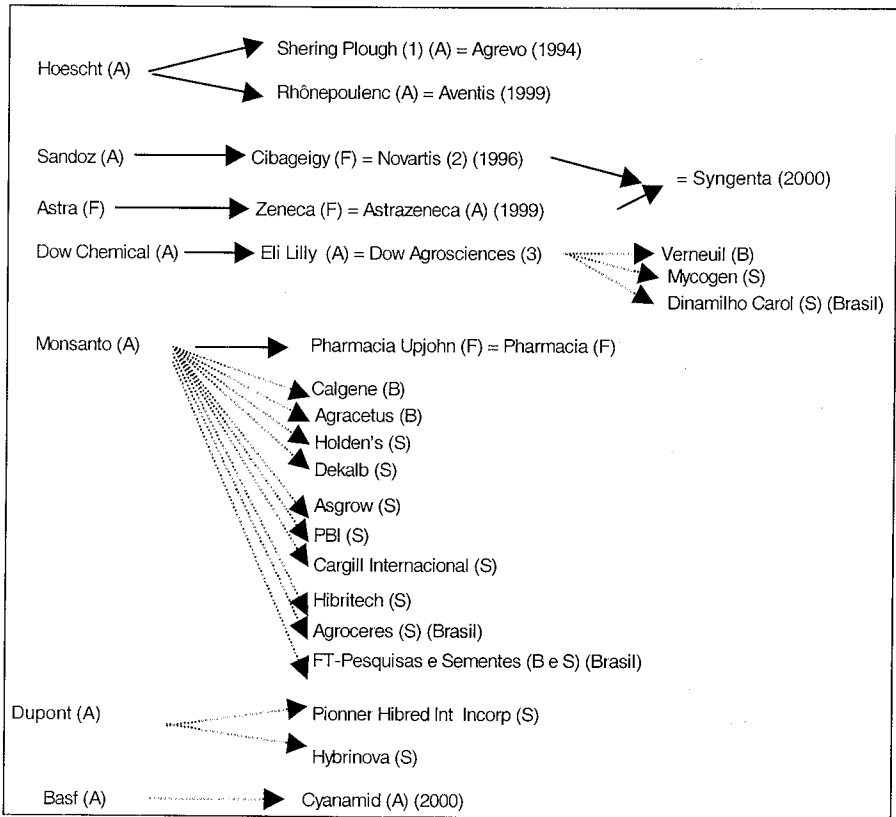 Shering Plough (1) (A) = Agrevo (1994)
Hoescht (A)
Rhônepoulenc (A) = Aventis (1999)
Sandoz (A) Cibageigy (F) = Novartis (2) (1996)
= Syngenta (2000)
Astra (F) Zeneca (F) = Astrazeneca (A) (1999)
Dow Chemical (A) Eli Lilly (A) = Dow Agrosciences (3) Verneuil (B)
Mycogen (S)
Dinamilho Carol (S) (Brasil)
Monsanto (A) Pharmacia Upjohn (F) = Pharmacia (F)
Calgene (B)
Agracetus (B)
Holden's (S)
Dekalb (S)
Asgrow (S)
PBI (S)
Cargill Internacional (S)
Hibritech (S)
Agroceres (S) (Brasil)
FT-Pesquisas e Sementes (B e S) (Brasil)
Dupont (A) Pionner Hibred Int Incorp (S)
Hybrinova (S)
Basf (A) Cyanamid (A) (2000)